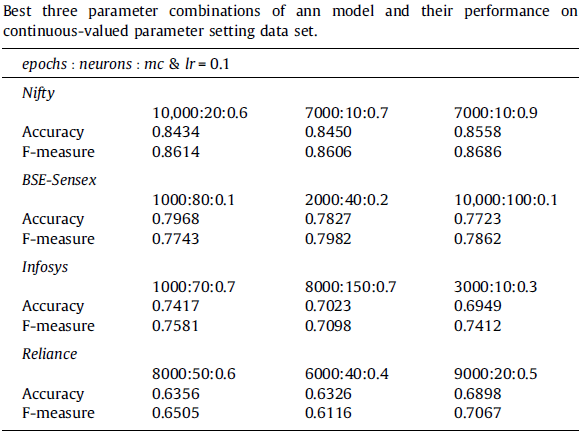 Best three parameter combinations of ann model and their performance on
continuous-valued parameter setting data set.
epochs : neurons : mc & lr = 0.1
Nifty
10,000:20:0.6 7000:10:0.7 7000:10:0.9
Accuracy 0.8434 0.8450 0.8558
F-measure 0.8614 0.8606 0.8686
BSE-Sensex
1000:80:0.1 2000:40:0.2 10,000:100:0.1
Accuracy 0.7968 0.7827 0.7723
F-measure 0.7743 0.7982 0.7862
Infosys
1000:70:0.7 8000:150:0.7 3000:10:0.3
Accuracy 0.7417 0.7023 0.6949
F-measure 0.7581 0.7098 0.7412
Reliance
8000:50:0.6 6000:40:0.4 9000:20:0.5
Accuracy 0.6356 0.6326 0.6898
F-measure 0.6505 0.6116 0.7067